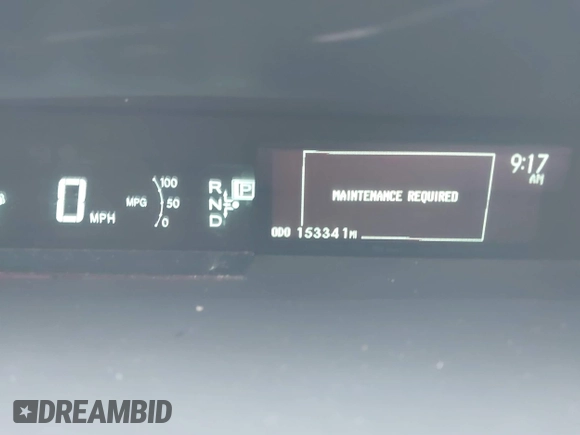 0 MPH
MPG
100
50
0
R
N
D
P
9:17
AM
MAINTENANCE REQUIRED
ODO 153341MI
DREAMBID